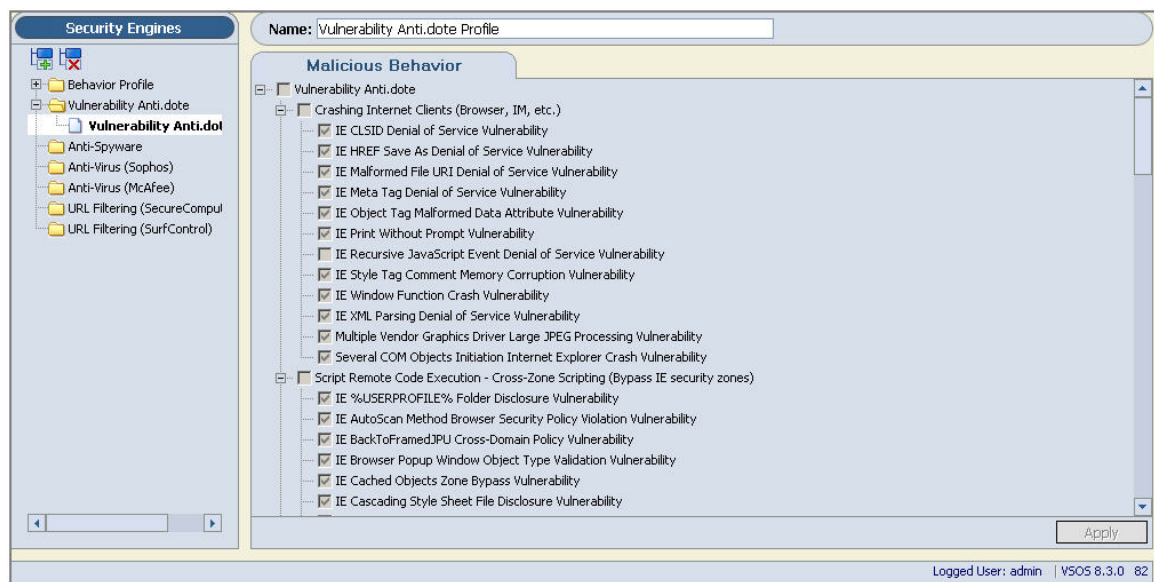 Security Engines
Behavior Profile
Vulnerability Anti.dote
Vulnerability Anti.dot
Anti-Spyware
Anti-Virus (Sophos)
Anti-Virus (McAfee)
URL Filtering (SecureComput
URL Filtering (SurfControl)
Name: Vulnerability Anti.dote Profile
Malicious Behavior
Vulnerability Anti.dote
Crashing Internet Clients (Browser, IM, etc.)
IE CLSID Denial of Service Vulnerability
IE HREF Save As Denial of Service Vulnerability
IE Malformed File URI Denial of Service Vulnerability
IE Meta Tag Denial of Service Vulnerability
IE Object Tag Malformed Data Attribute Vulnerability
IE Print Without Prompt Vulnerability
IE Recursive JavaScript Event Denial of Service Vulnerability
IE Style Tag Comment Memory Corruption Vulnerability
IE Window Function Crash Vulnerability
IE XML Parsing Denial of Service Vulnerability
Multiple Vendor Graphics Driver Large JPEG Processing Vulnerability
Several COM Objects Initiation Internet Explorer Crash Vulnerability
Script Remote Code Execution - Cross-Zone Scripting (Bypass IE security zones)
IE %USERPROFILE% Folder Disclosure Vulnerability
IE AutoScan Method Browser Security Policy Violation Vulnerability
IE BackToFramedJPU Cross-Domain Policy Vulnerability
IE Browser Popup Window Object Type Validation Vulnerability
IE Cached Objects Zone Bypass Vulnerability
IE Cascading Style Sheet File Disclosure Vulnerability
Apply
Logged User: admin | VSOS 8.3.0 82